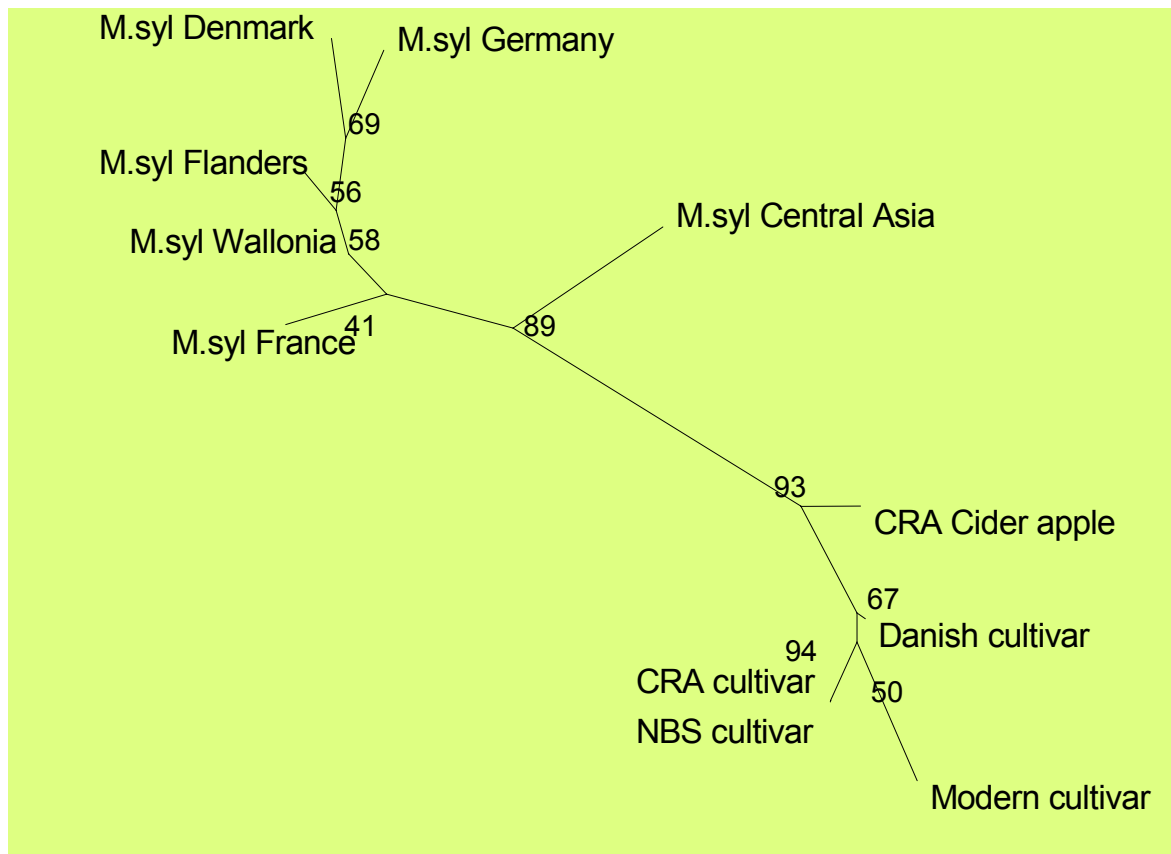 M.syl Denmark
M.syl Germany
69
M.syl Flanders
56
M.syl Central Asia
M.syl Wallonia
58
41
89
M.syl France
93
CRA Cider apple
67
Danish cultivar
94
CRA cultivar
50
NBS cultivar
Modern cultivar